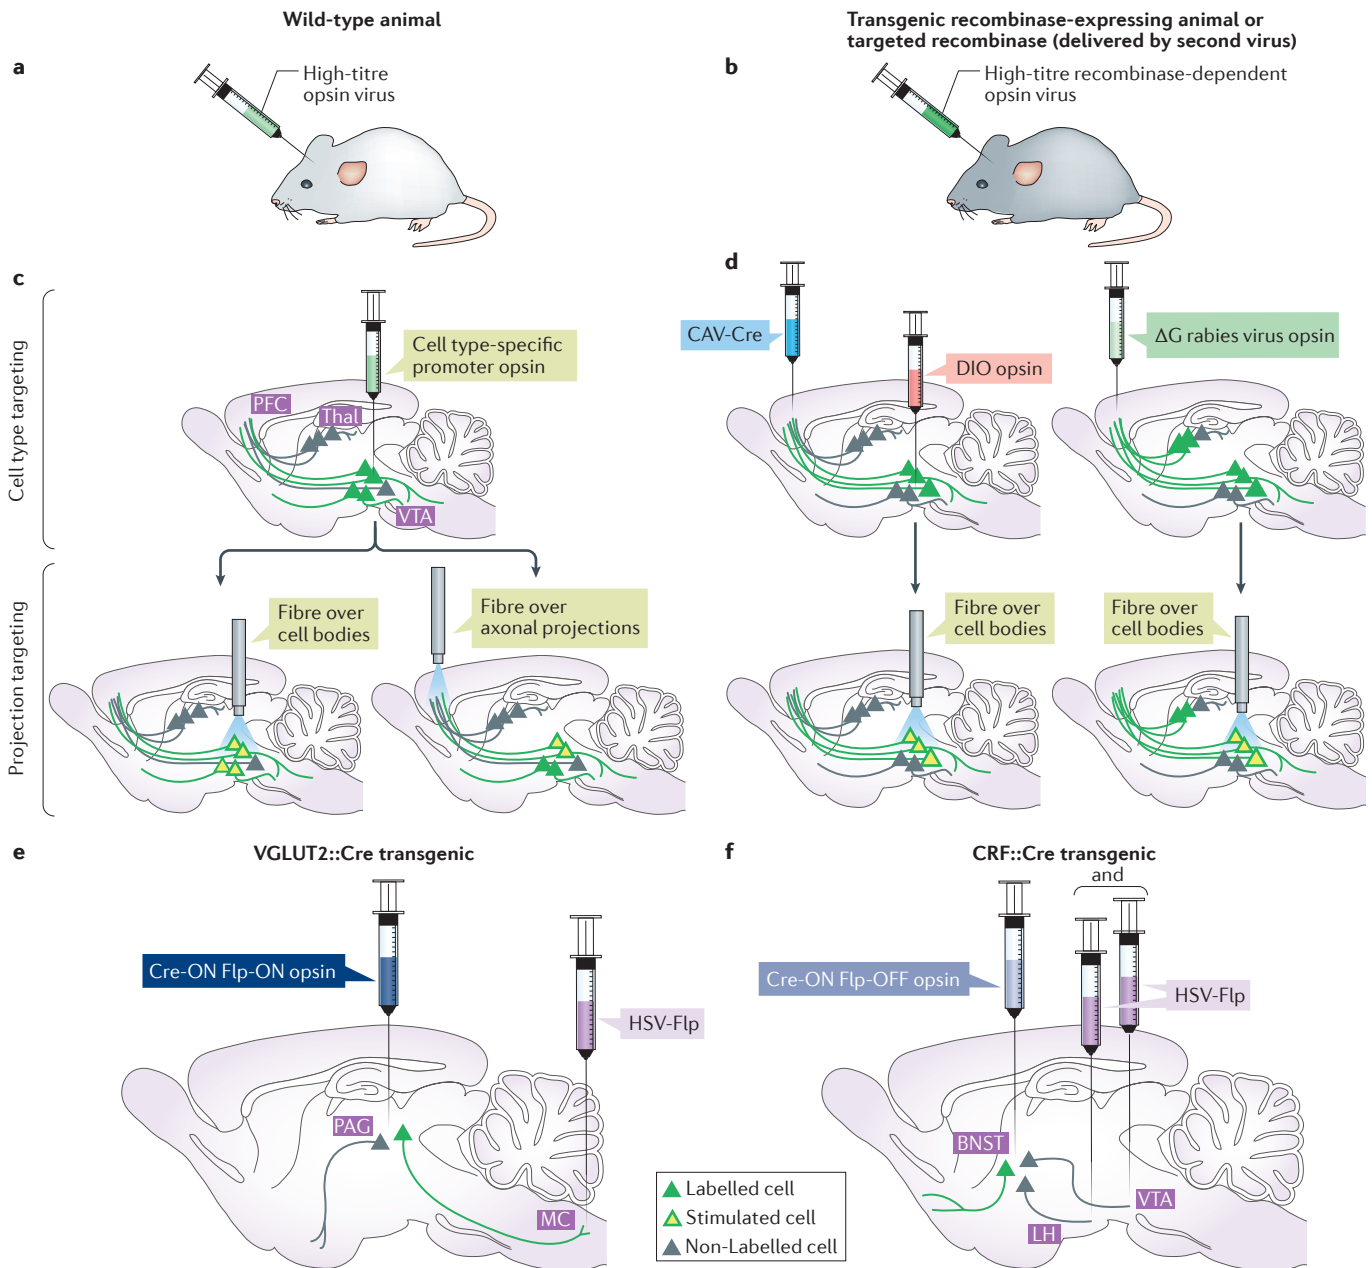 Wild-type animal
Transgenic recombinase-expressing animal or
targeted recombinase (delivered by second virus)
a
High-titre
opsin virus
b
High-titre recombinase-dependent
opsin virus
c
Cell type targeting
Cell type-specific
promoter opsin
PFC
Thal
VTA
d
CAV-Cre
DIO opsin
ΔG rabies virus opsin
Projection targeting
Fibre over
cell bodies
Fibre over
axonal projections
Fibre over
cell bodies
Fibre over
cell bodies
e
VGLUT2::Cre transgenic
Cre-ON Flp-ON opsin
HSV-Flp
PAG
MC
f
CRF::Cre transgenic
and
Cre-ON Flp-OFF opsin
HSV-Flp
BNST
VTA
LH
Labelled cell
Stimulated cell
Non-Labelled cell